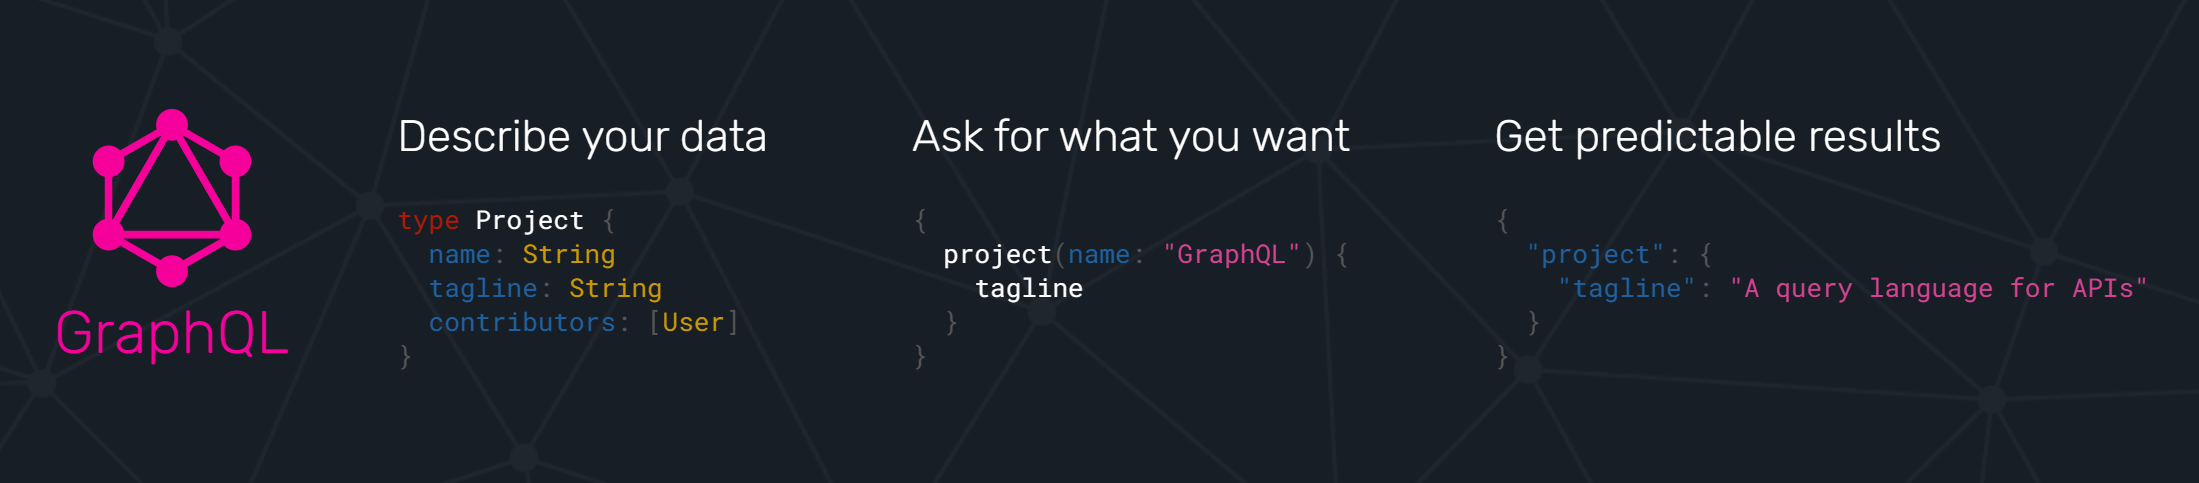 GraphQL
Describe your data
type Project {
  name: String
  tagline: String
  contributors: [User]
}
Ask for what you want
{
  project(name: "GraphQL") {
    tagline
  }
}
Get predictable results
{
  "project": {
    "tagline": "A query language for APIs"
  }
}